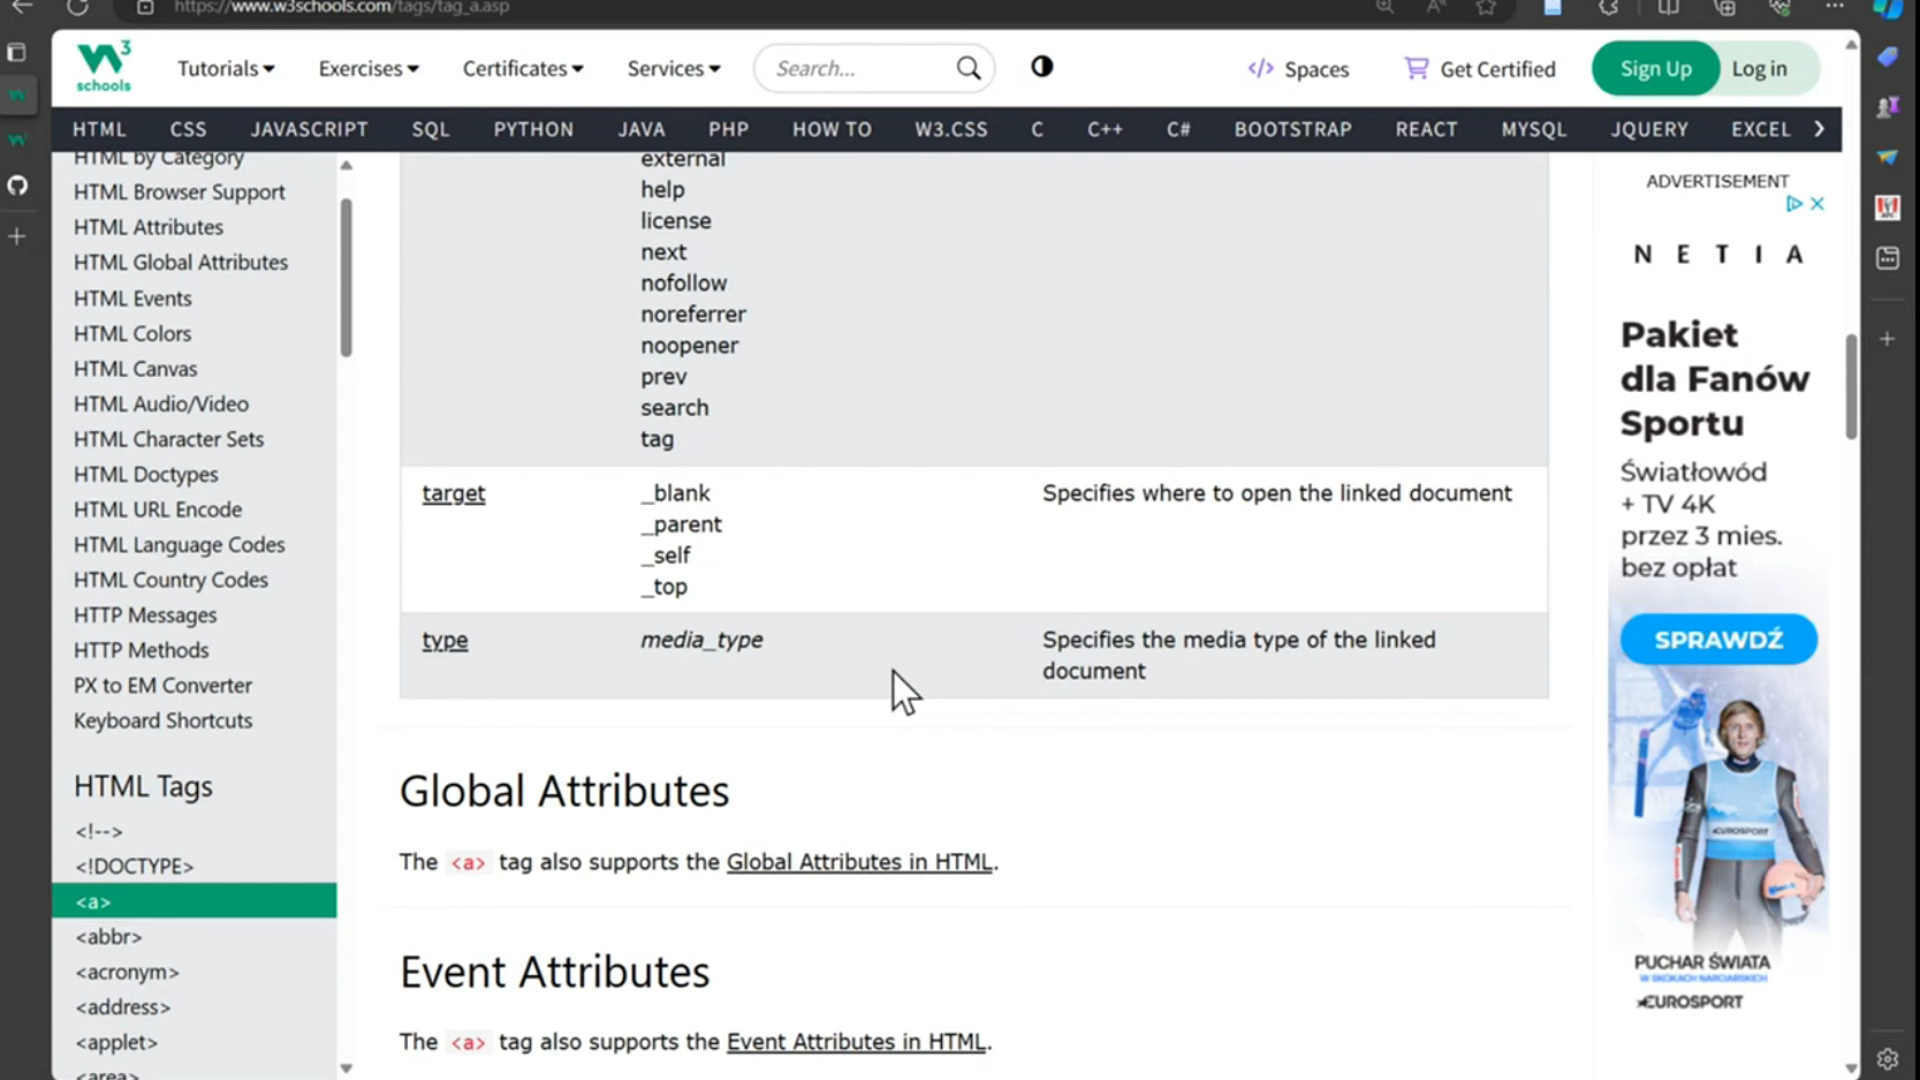 https://www.w3schools.com/tags/tag_a.asp
3
schools
Tutorials
Exercises
Certificates
Services
Search...
</> Spaces
Get Certified
Sign Up
Log in
HTML CSS JAVASCRIPT SQL PYTHON JAVA PHP HOW TO W3.CSS C C++ C# BOOTSTRAP REACT MYSQL JQUERY EXCEL
HTML by Category
HTML Browser Support
HTML Attributes
HTML Global Attributes
HTML Events
HTML Colors
HTML Canvas
HTML Audio/Video
HTML Character Sets
HTML Doctypes
HTML URL Encode
HTML Language Codes
HTML Country Codes
HTTP Messages
HTTP Methods
PX to EM Converter
Keyboard Shortcuts
HTML Tags
<!-->
<!DOCTYPE>
<a>
<abbr>
<acronym>
<address>
<applet>
<area>
external
help
license
next
nofollow
noreferrer
noopener
prev
search
tag
target
_blank
_parent
_self
_top
Specifies where to open the linked document
type
media_type
Specifies the media type of the linked
document
Global Attributes
The <a> tag also supports the Global Attributes in HTML.
Event Attributes
The <a> tag also supports the Event Attributes in HTML.
ADVERTISEMENT
NETIA
Pakiet
dla Fanów
Sportu
Światłowód
+ TV 4K
przez 3 mies.
bez opłat
SPRAWDŹ
EUROSPORT
PUCHAR ŚWIATA
W SKOKACH NARCIARSKICH
EUROSPORT